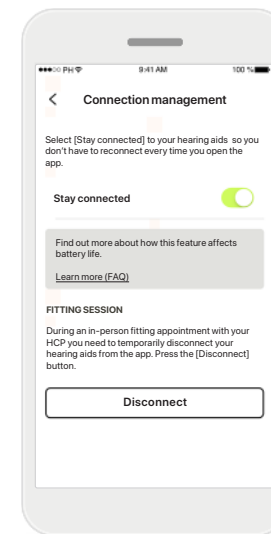 PH 9:41 AM 100 %
Connection management
Select [Stay connected] to your hearing aids so you
don't have to reconnect every time you open the
app.
Stay connected
Find out more about how this feature affects
battery life.
Learn more (FAQ)
FITTING SESSION
During an in-person fitting appointment with your
HCP you need to temporarily disconnect your
hearing aids from the app. Press the [Disconnect]
button.
Disconnect